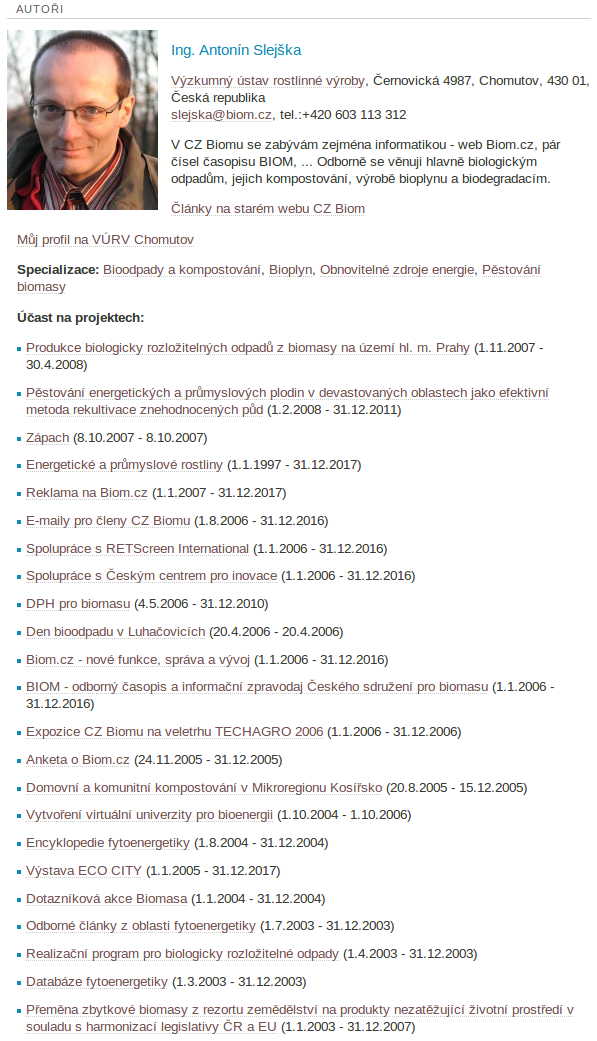 AUTOŘI
Ing. Antonín Slejška
Výzkumný ústav rostlinné výroby, Černovická 4987, Chomutov, 430 01,
Česká republika
slejska@biom.cz, tel.:+420 603 113 312
V CZ Biomu se zabývám zejména informatikou - web Biom.cz, pár
čísel časopisu BIOM, ... Odborně se věnuji hlavně biologickým
odpadům, jejich kompostování, výrobě bioplynu a biodegradacím.
Články na starém webu CZ Biom
Můj profil na VÚRV Chomutov
Specializace: Bioodpady a kompostování, Bioplyn, Obnovitelné zdroje energie, Pěstování
biomasy
Účast na projektech:
Produkce biologicky rozložitelných odpadů z biomasy na území hl. m. Prahy (1.11.2007 -
30.4.2008)
Pěstování energetických a průmyslových plodin v devastovaných oblastech jako efektivní
metoda rekultivace znehodnocených půd (1.2.2008 - 31.12.2011)
Zápach (8.10.2007 - 8.10.2007)
Energetické a průmyslové rostliny (1.1.1997 - 31.12.2017)
Reklama na Biom.cz (1.1.2007 - 31.12.2017)
E-maily pro členy CZ Biomu (1.8.2006 - 31.12.2016)
Spolupráce s RETScreen International (1.1.2006 - 31.12.2016)
Spolupráce s Českým centrem pro inovace (1.1.2006 - 31.12.2016)
DPH pro biomasu (4.5.2006 - 31.12.2010)
Den bioodpadu v Luhačovicích (20.4.2006 - 20.4.2006)
Biom.cz - nové funkce, správa a vývoj (1.1.2006 - 31.12.2016)
BIOM - odborný časopis a informační zpravodaj Českého sdružení pro biomasu (1.1.2006 -
31.12.2016)
Expozice CZ Biomu na veletrhu TECHAGRO 2006 (1.1.2006 - 31.12.2006)
Anketa o Biom.cz (24.11.2005 - 31.12.2005)
Domovní a komunitní kompostování v Mikroregionu Kosířsko (20.8.2005 - 15.12.2005)
Vytvoření virtuální univerzity pro bioenergii (1.10.2004 - 1.10.2006)
Encyklopedie fytoenergetiky (1.8.2004 - 31.12.2004)
Výstava ECO CITY (1.1.2005 - 31.12.2017)
Dotazníková akce Biomasa (1.1.2004 - 31.12.2004)
Odborné články z oblasti fytoenergetiky (1.7.2003 - 31.12.2003)
Realizační program pro biologicky rozložitelné odpady (1.4.2003 - 31.12.2003)
Databáze fytoenergetiky (1.3.2003 - 31.12.2003)
Přeměna zbytkové biomasy z rezortu zemědělství na produkty nezatěžující životní prostředí v
souladu s harmonizací legislativy ČR a EU (1.1.2003 - 31.12.2007)